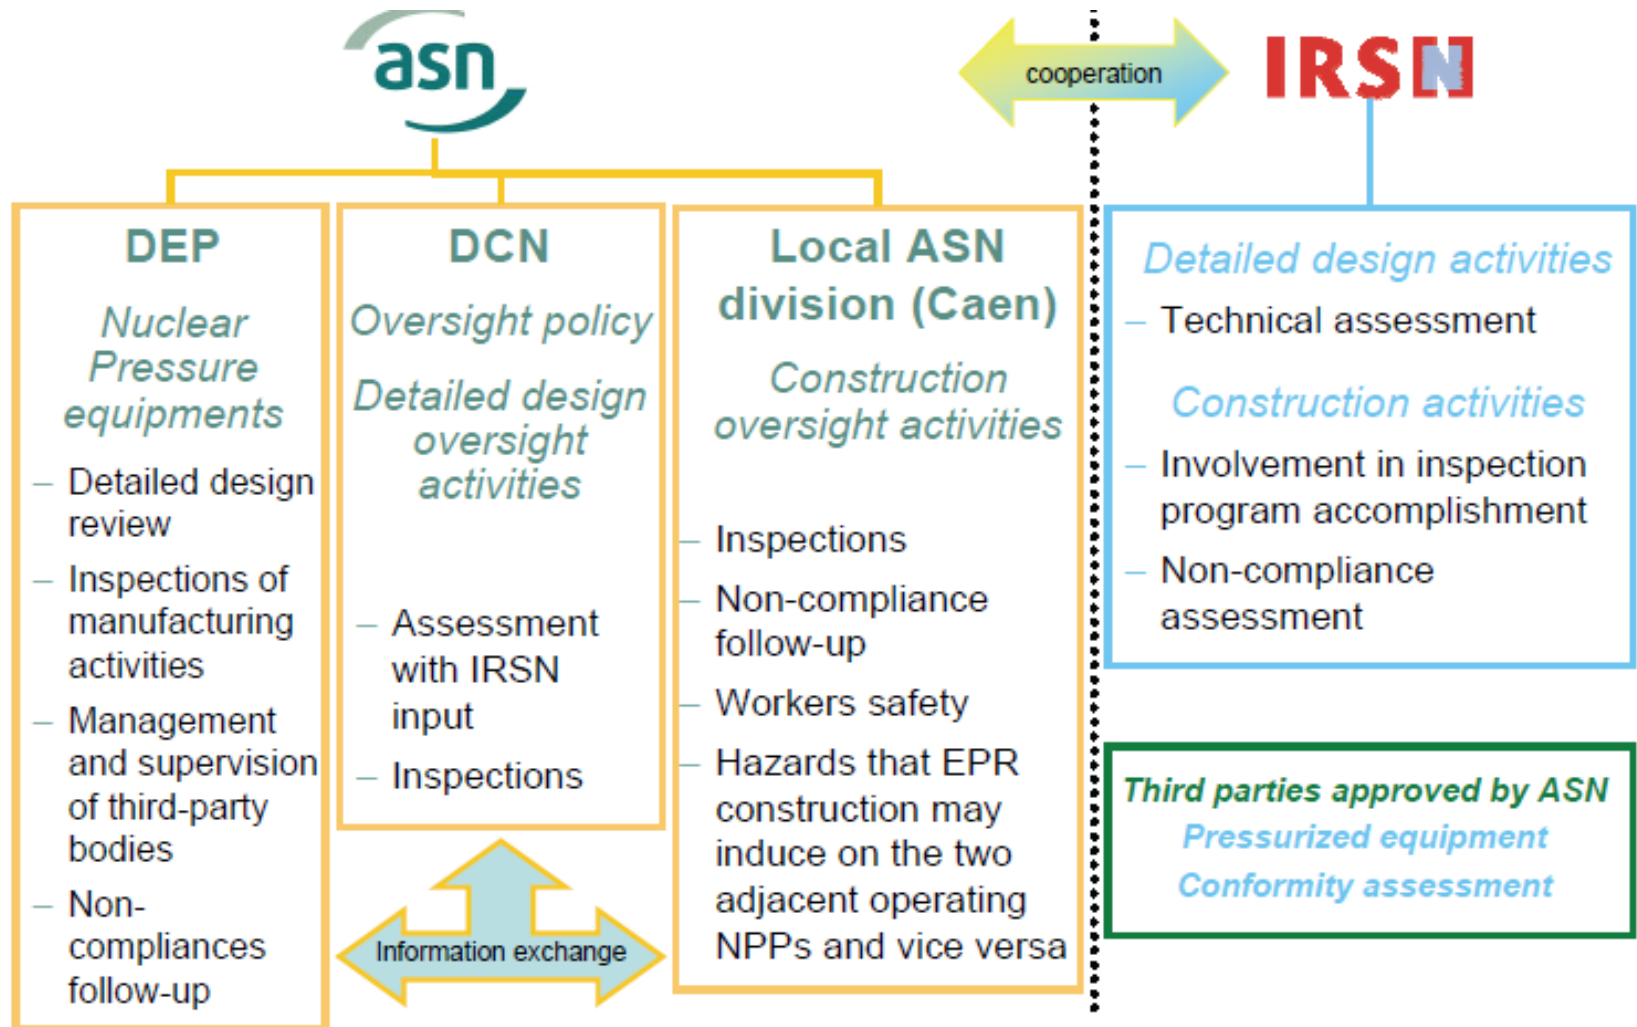 asn
cooperation
IRSN
DEP
Nuclear
Pressure
equipments
– Detailed design
review
– Inspections of
manufacturing
activities
– Management
and supervision
of third-party
bodies
– Non-
compliances
follow-up
DCN
Oversight policy
Detailed design
oversight
activities
– Assessment
with IRSN
input
– Inspections
Information exchange
Local ASN
division (Caen)
Construction
oversight activities
– Inspections
– Non-compliance
follow-up
– Workers safety
– Hazards that EPR
construction may
induce on the two
adjacent operating
NPPs and vice versa
Detailed design activities
– Technical assessment
Construction activities
– Involvement in inspection
program accomplishment
– Non-compliance
assessment
Third parties approved by ASN
Pressurized equipment
Conformity assessment